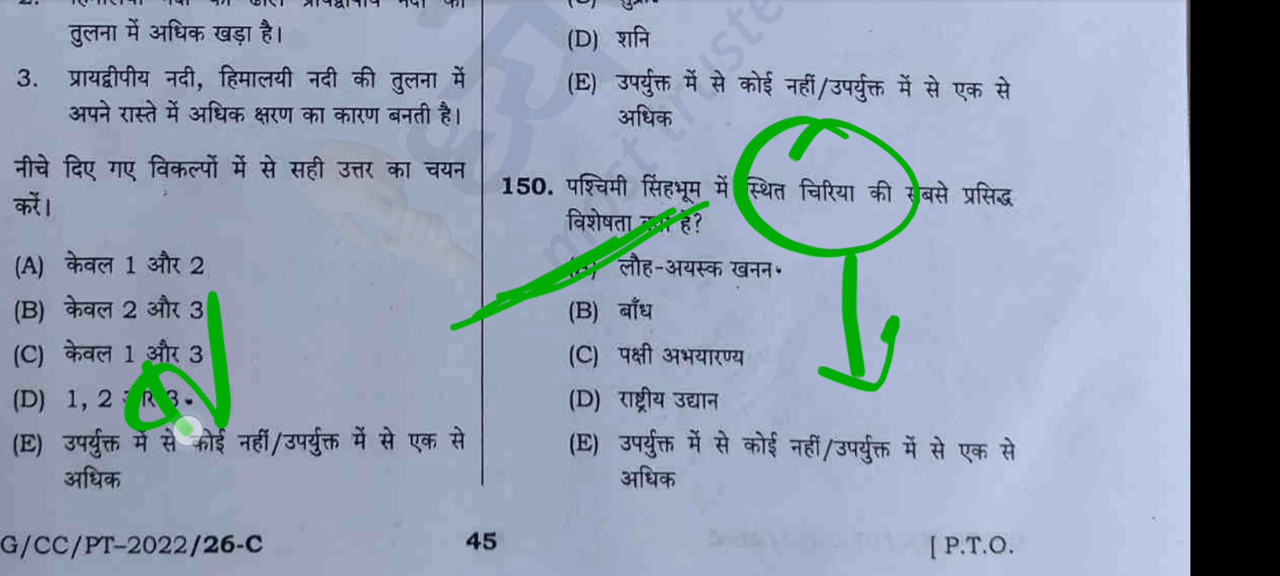 तुलना में अधिक खड़ा है।
3. प्रायद्वीपीय नदी, हिमालयी नदी की तुलना में
अपने रास्ते में अधिक क्षरण का कारण बनती है।
नीचे दिए गए विकल्पों में से सही उत्तर का चयन
करें।
(A) केवल 1 और 2
(B) केवल 2 और 3
(C) केवल 1 और 3
(D) 1, 2 3
(E) उपर्युक्त में से कोई नहीं/उपर्युक्त में से एक से
अधिक
(D) शनि
(E) उपर्युक्त में से कोई नहीं/उपर्युक्त में से एक से
अधिक
150. पश्चिमी सिंहभूम में स्थित चिरिया की सबसे प्रसिद्ध
विशेषता है?
लौह-अयस्क खनन
(B) बाँध
(C) पक्षी अभयारण्य
(D) राष्ट्रीय उद्यान
(E) उपर्युक्त में से कोई नहीं/उपर्युक्त में से एक से
अधिक
G/CC/PT–2022/26-C
45
[ P.T.O.